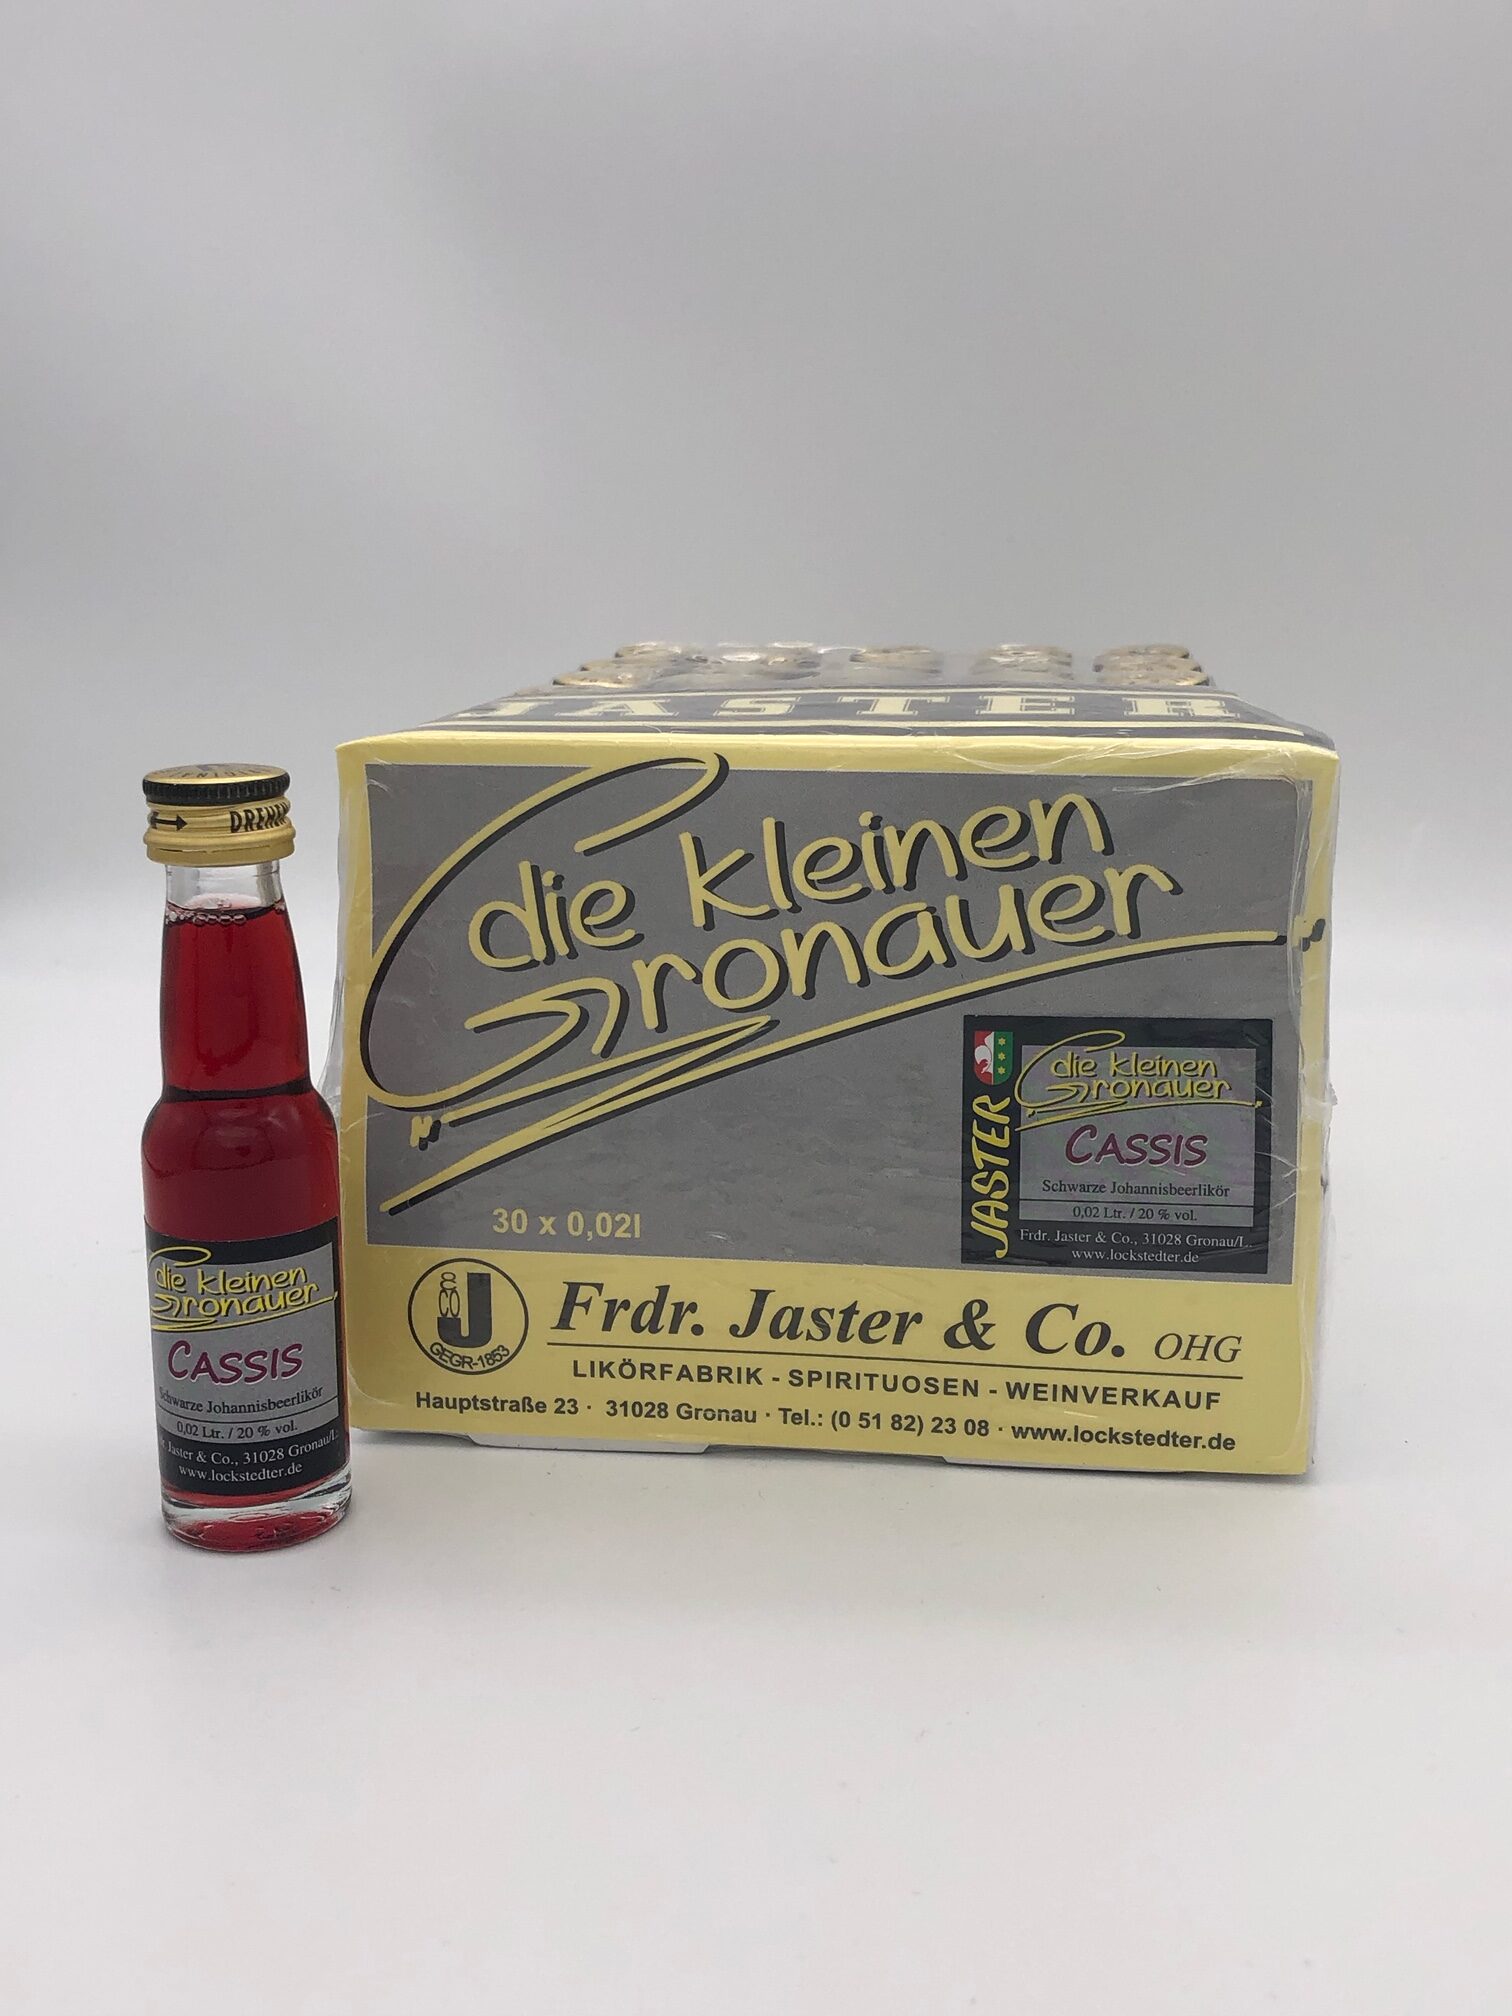 JASTER
die kleinen
Gronauer
30 x 0,02l
JASTER
die kleinen
Gronauer
CASSIS
Schwarze Johannisbeerlikör
0,02 Ltr. / 20 % vol.
Frdr. Jaster & Co., 31028 Gronau/L.
www.lockstedter.de
& CO
J
GEGR-1853
Frdr. Jaster & Co. OHG
LIKÖRFABRIK - SPIRITUOSEN - WEINVERKAUF
Hauptstraße 23 · 31028 Gronau · Tel.: (0 51 82) 23 08 · www.lockstedter.de
DREHEN
die kleinen
Gronauer
CASSIS
Schwarze Johannisbeerlikör
0,02 Ltr. / 20 % vol.
Jaster & Co., 31028 Gronau/L.
www.lockstedter.de